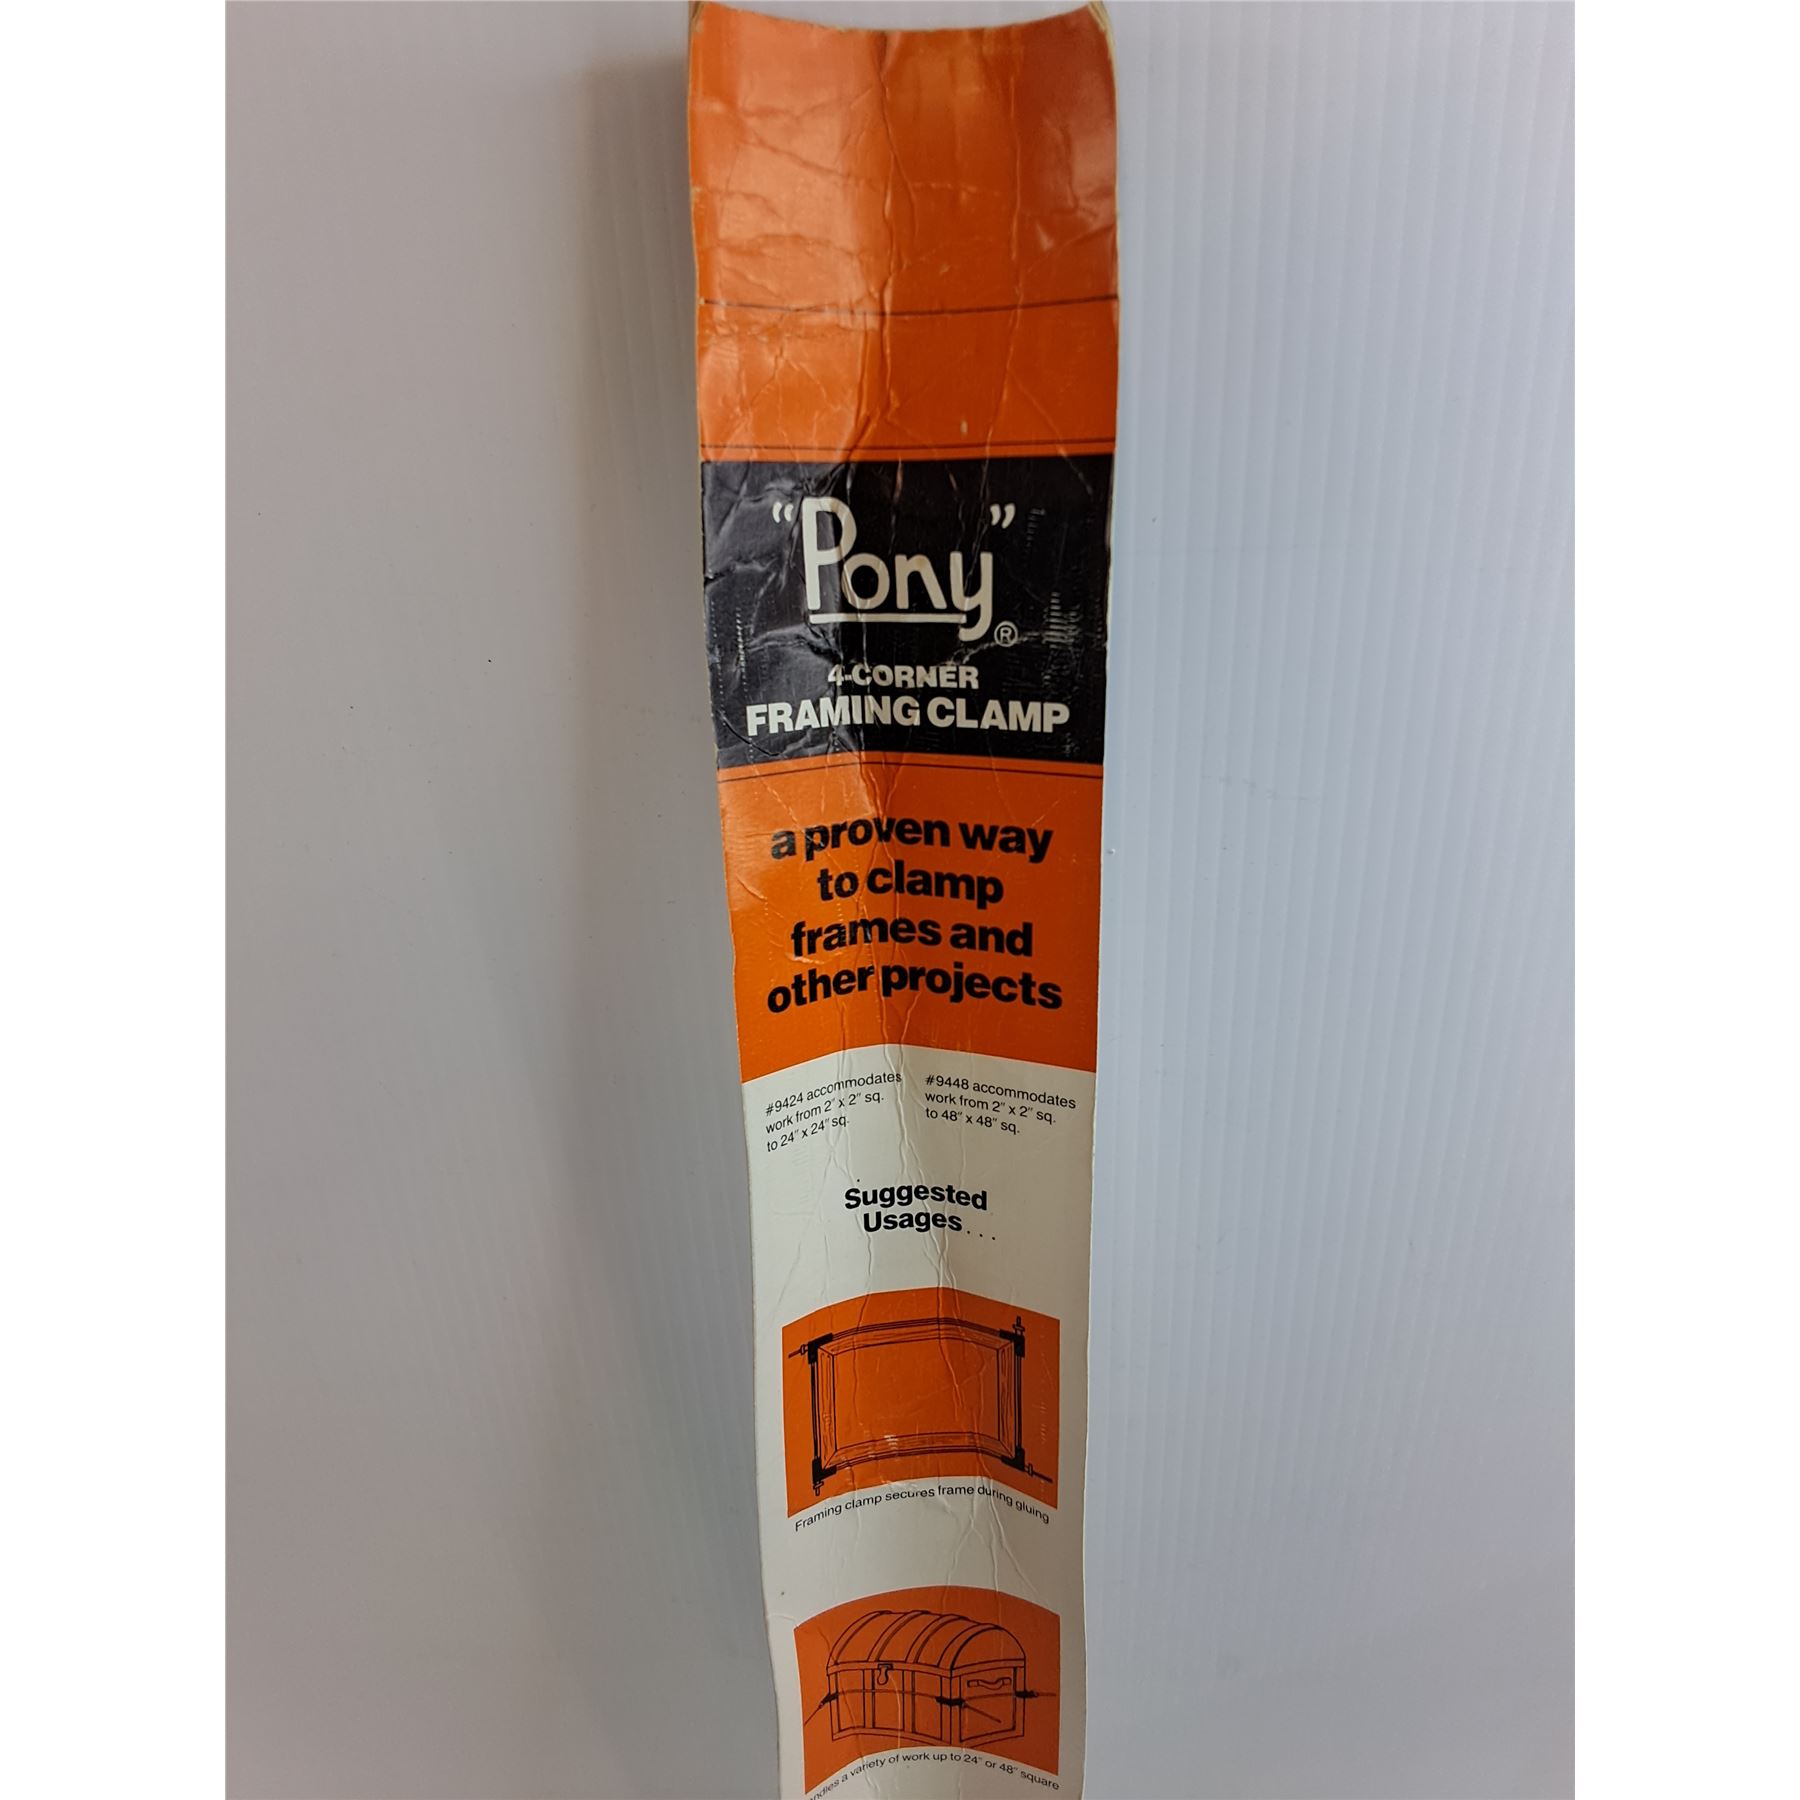 "Pony"®
4-CORNER
FRAMING CLAMP
a proven way
to clamp
frames and
other projects
#9424 accommodates
work from 2" x 2" sq.
to 24" x 24" sq.
#9448 accommodates
work from 2" x 2" sq.
to 48" x 48" sq.
Suggested
Usages...
Framing clamp secures frame during gluing
a variety of work up to 24" or 48" square